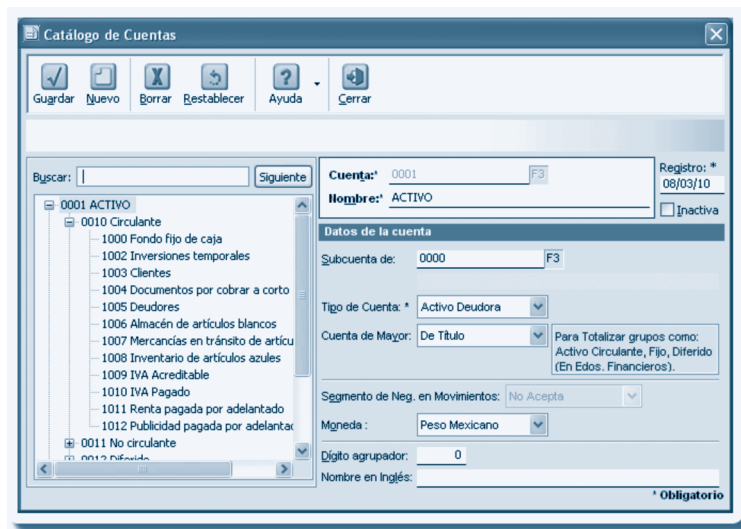 Catálogo de Cuentas
Guardar Nuevo Borrar Restablecer Ayuda Cerrar
Buscar: Siguiente
0001 ACTIVO
0010 Circulante
1000 Fondo fijo de caja
1002 Inversiones temporales
1003 Clientes
1004 Documentos por cobrar a corto
1005 Deudores
1006 Almacén de artículos blancos
1007 Mercancías en tránsito de artícu
1008 Inventario de artículos azules
1009 IVA Acreditable
1010 IVA Pagado
1011 Renta pagada por adelantado
1012 Publicidad pagada por adelantac
0011 No circulante
0012 Diferido
Cuenta:* 0001 F3
Nombre:* ACTIVO
Registro: *
08/03/10
Inactiva
Datos de la cuenta
Subcuenta de: 0000 F3
Tipo de Cuenta: * Activo Deudora
Cuenta de Mayor: De Título
Para Totalizar grupos como:
Activo Circulante, Fijo, Diferido
(En Edos. Financieros).
Segmento de Neg. en Movimientos: No Acepta
Moneda : Peso Mexicano
Dígito agrupador: 0
Nombre en Inglés:
* Obligatorio